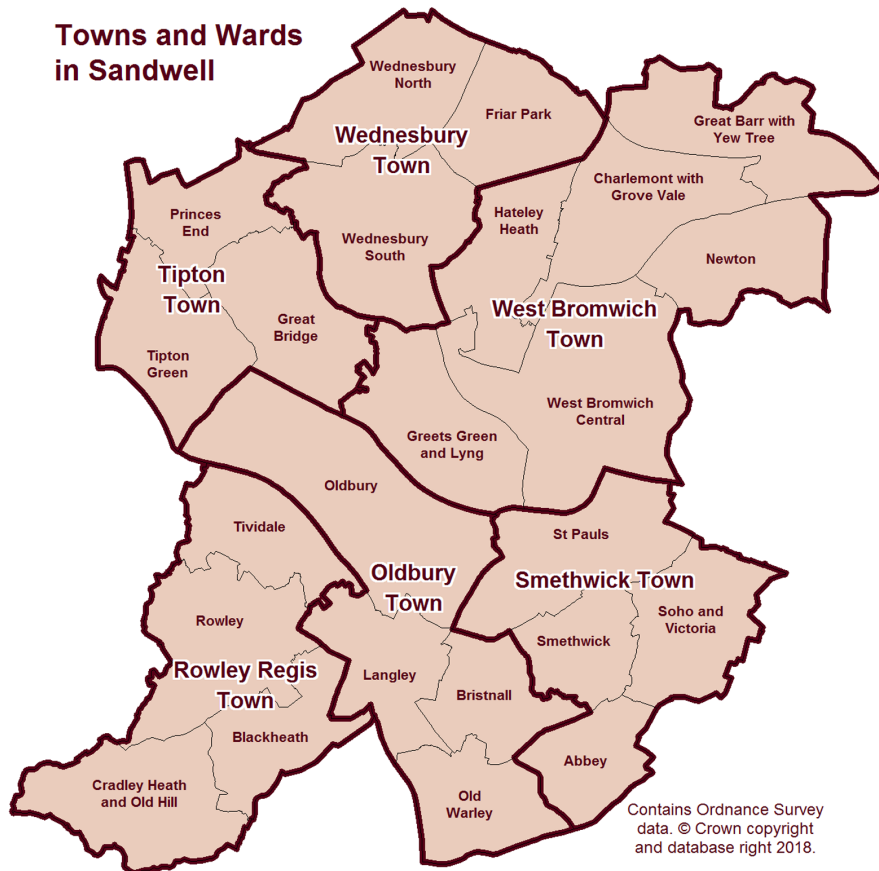 Towns and Wards
in Sandwell
Wednesbury
North
Friar Park
Great Barr with
Yew Tree
Wednesbury
Town
Charlemont with
Grove Vale
Princes
End
Hateley
Heath
Wednesbury
South
Newton
Tipton
Town
West Bromwich
Town
Great
Bridge
Tipton
Green
West Bromwich
Central
Greets Green
and Lyng
Oldbury
Tividale
St Pauls
Oldbury
Town
Smethwick Town
Rowley
Soho and
Victoria
Smethwick
Rowley Regis
Town
Langley
Bristnall
Blackheath
Abbey
Cradley Heath
and Old Hill
Old
Warley
Contains Ordnance Survey
data. © Crown copyright
and database right 2018.